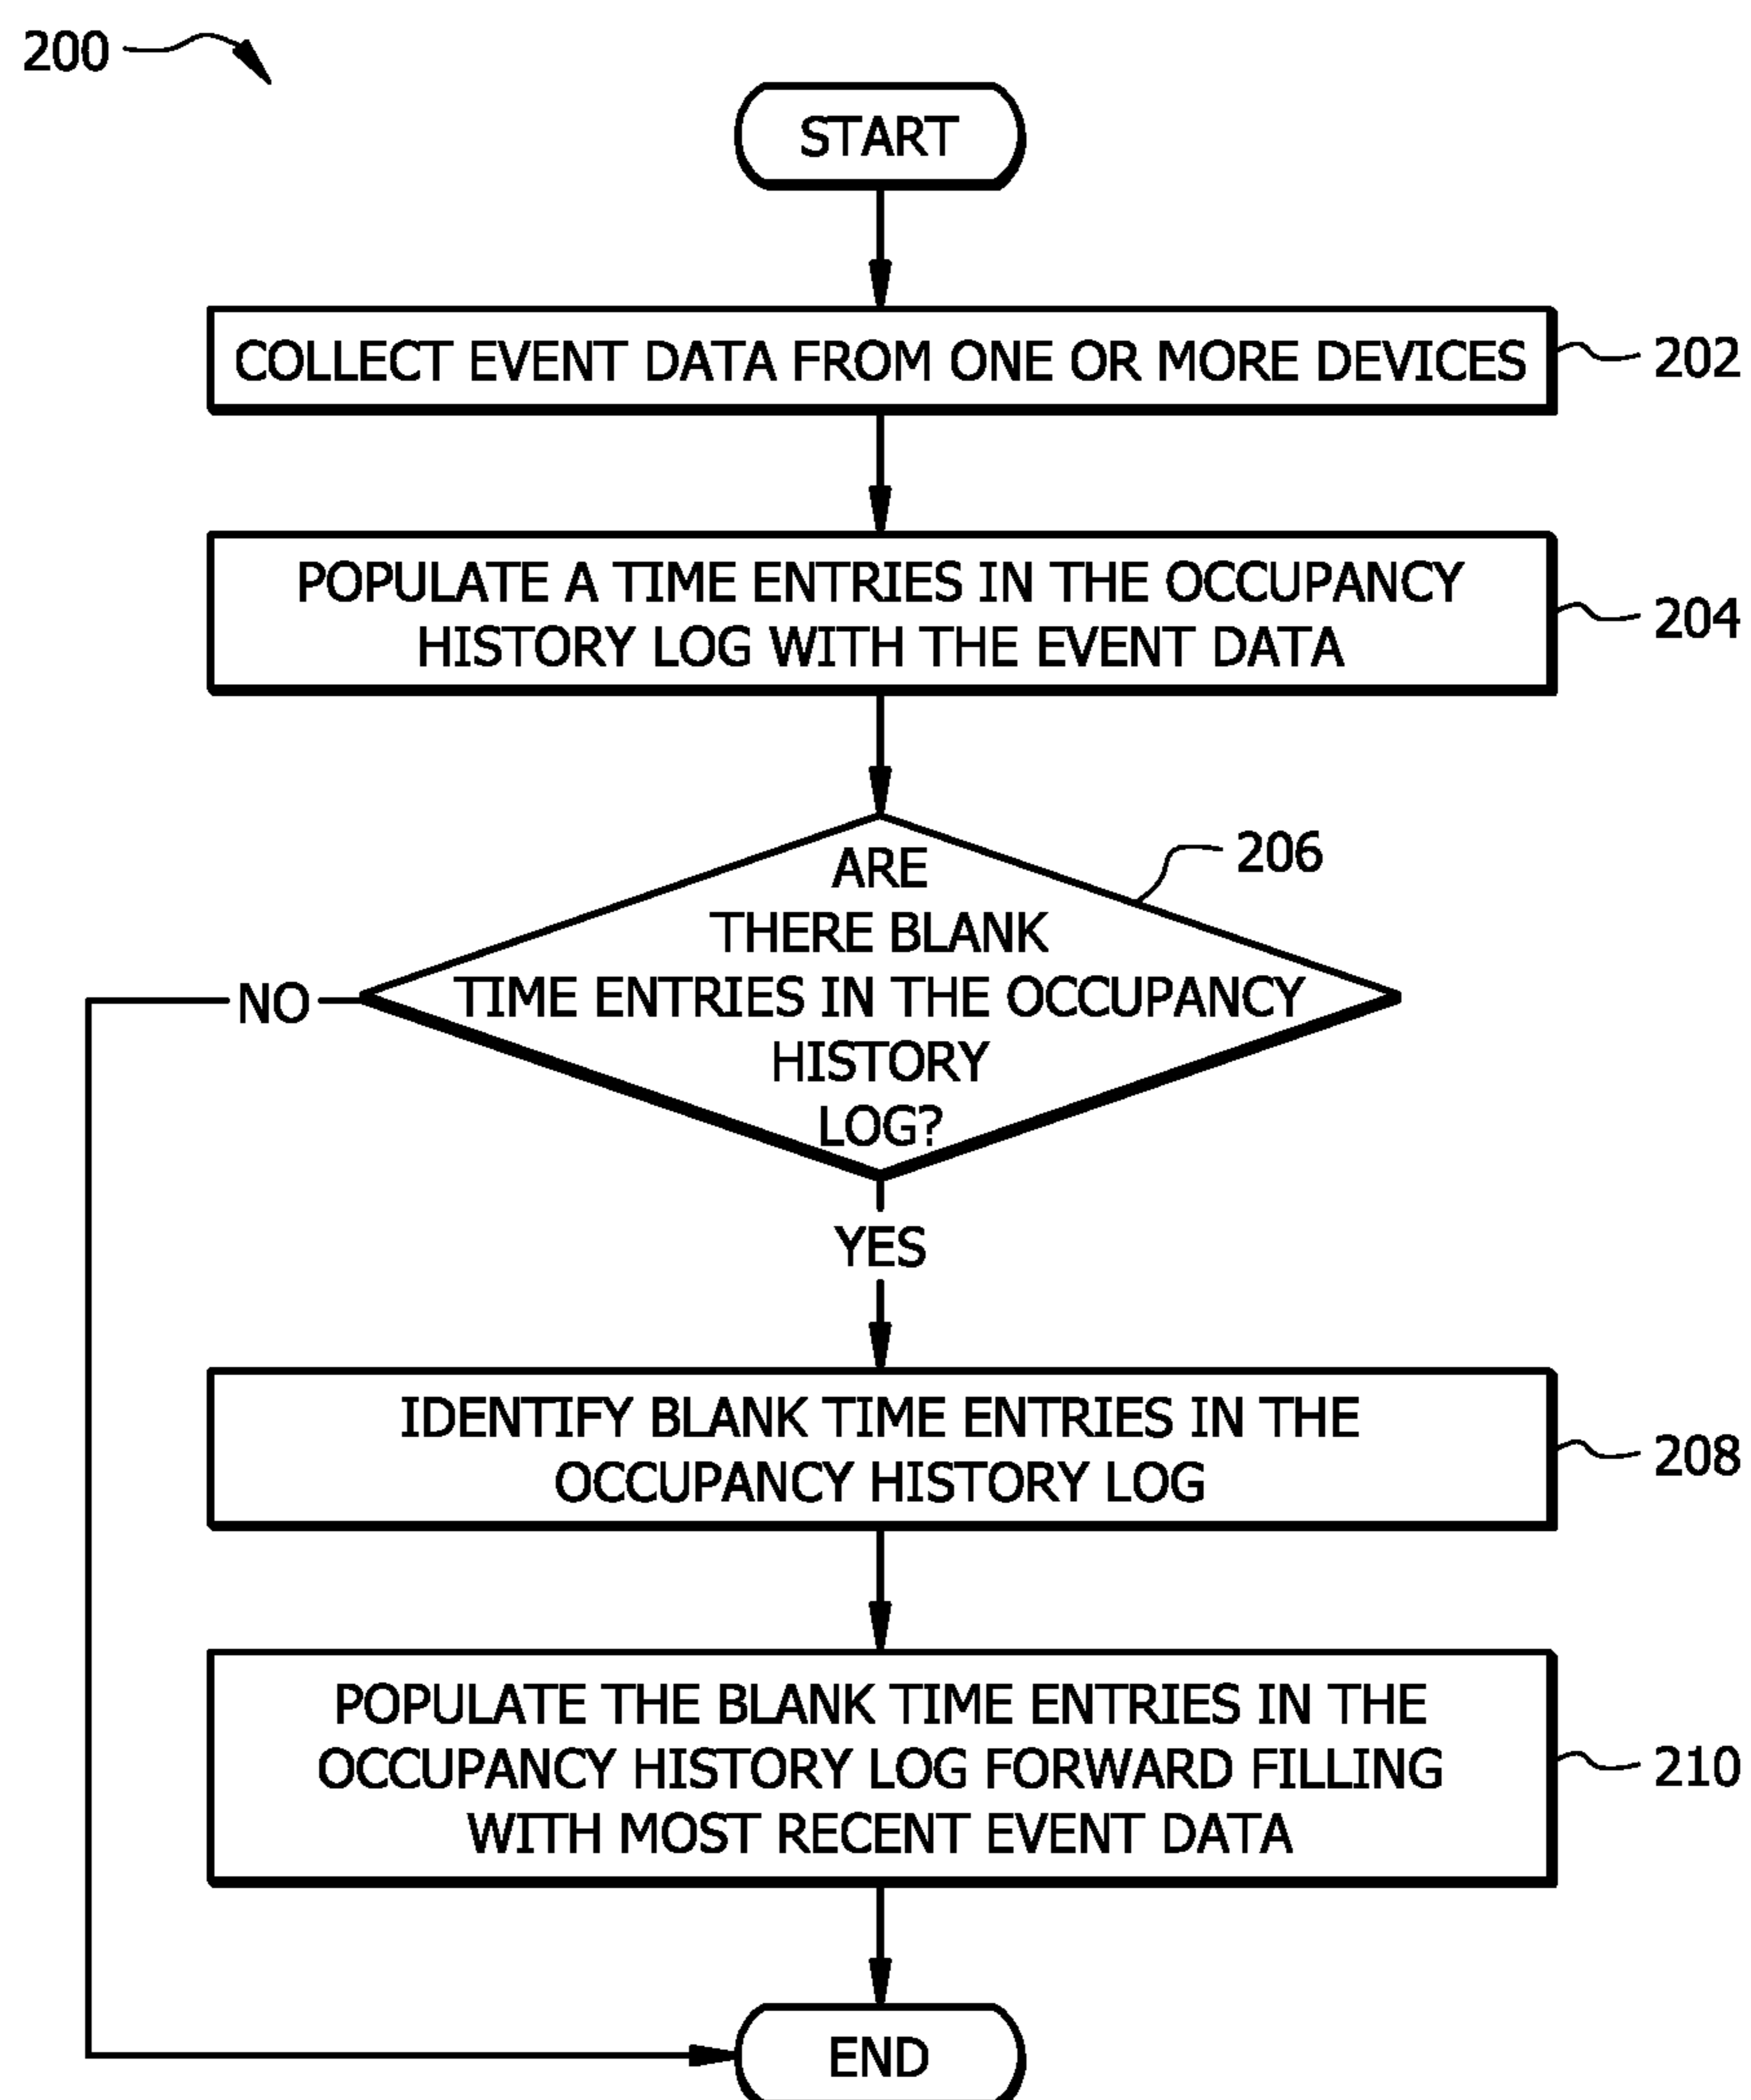 200
START
COLLECT EVENT DATA FROM ONE OR MORE DEVICES
202
POPULATE A TIME ENTRIES IN THE OCCUPANCY
HISTORY LOG WITH THE EVENT DATA
204
ARE
THERE BLANK
TIME ENTRIES IN THE OCCUPANCY
HISTORY
LOG?
206
NO
YES
IDENTIFY BLANK TIME ENTRIES IN THE
OCCUPANCY HISTORY LOG
208
POPULATE THE BLANK TIME ENTRIES IN THE
OCCUPANCY HISTORY LOG FORWARD FILLING
WITH MOST RECENT EVENT DATA
210
END